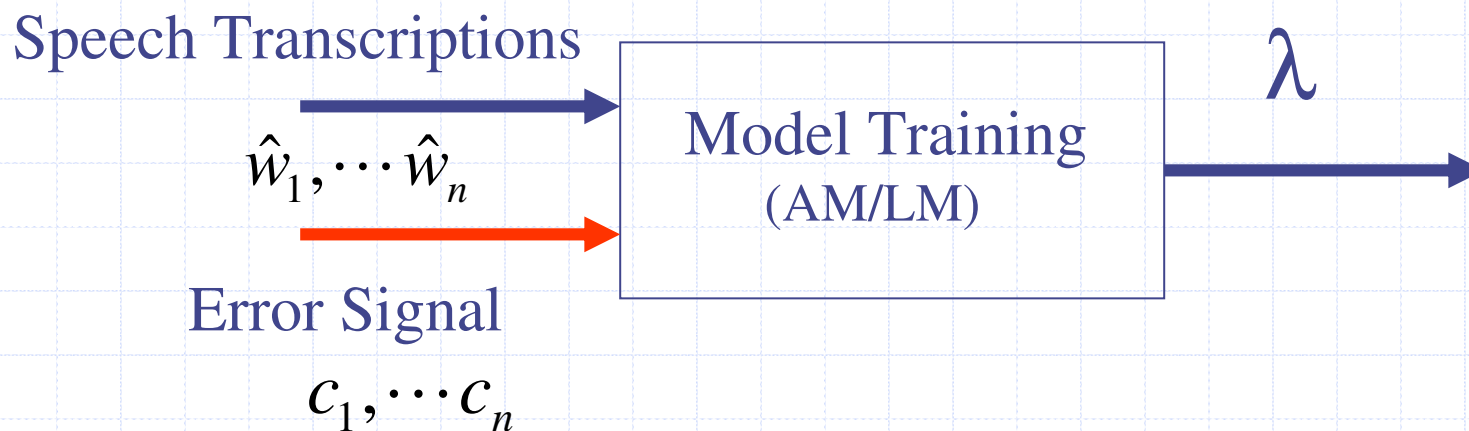 Speech Transcriptions
ŵ₁,⋯ŵₙ
Error Signal
c₁,⋯cₙ
Model Training
(AM/LM)
λ